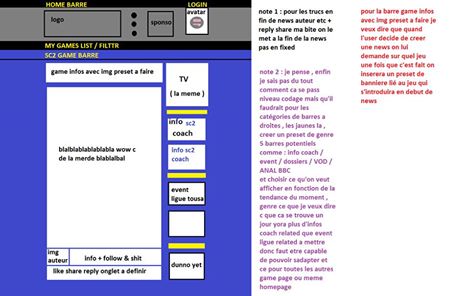 HOME BARRE
LOGIN
logo
sponso
avatar
MY GAMES LIST / FILTTR
SC2 GAME BARRE
game infos avec img preset a faire
TV
( la meme )
blalblablablablabla wow c
de la merde blablalbal
info sc2
coach
info sc2
coach
event
ligue tousa
dunno yet
img
auteur
info + follow & shit
like share reply onglet a definir
note 1 : pour les trucs en
fin de news auteur etc +
reply share ma bite on le
met a la fin de la news
pas en fixed
note 2 : je pense , enfin
je sais pas du tout
comment ca se pass
niveau codage mais qu'il
faudrait pour les
catégories de barres a
droites , les jaunes la ,
creer un preset de genre
5 barres potentiels
comme : info coach /
event / dossiers / VOD /
ANAL BBC
et choisir ce qu'on veut
afficher en fonction de la
tendance du moment ,
genre ce que je veux dire
c que ca se trouve un
jour yora plus d'infos
coach related que event
ligue related a mettre
donc faut etre capable
de pouvoir sadapter et
ce pour toutes les autres
game page ou meme
homepage
pour la barre game infos
avec img preset a faire je
veux dire que quand
l'user decide de creer
une news on lui
demande sur quel jeu
une fois que c'est fait on
inserera un preset de
banniere lié au jeu qui
s'introduira en debut de
news